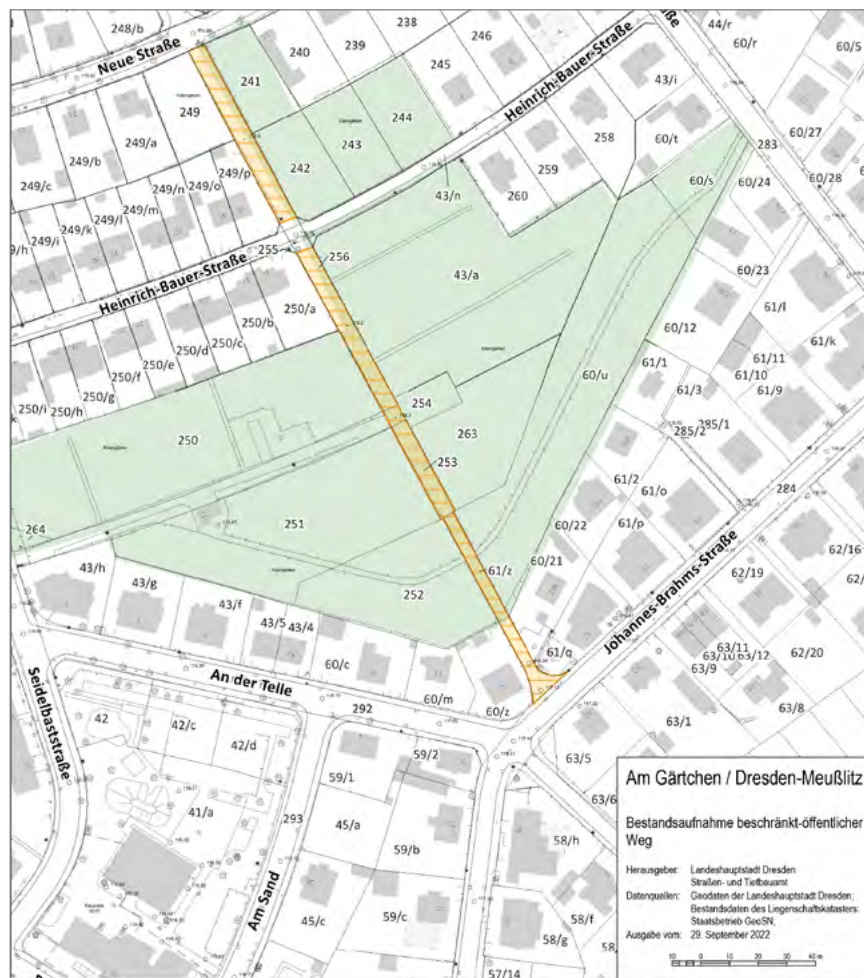 248/b
Neue Straße
240
239
238
246
44/r
60/r
60/5
241
249
245
43/i
244
243
242
249/a
249/b
249/c
249/p
Heinrich-Bauer-Straße
258
60/t
283
60/27
60/28
249/o
249/n
249/m
249/l
249/k
249/i
9/h
259
260
43/n
60/s
60/24
60/23
255
256
43/a
Heinrich-Bauer-Straße
250/a
250/b
250/c
250/d
250/e
250/f
250/g
250/h
250/i
60/12
61/l
61/k
61/1
61/11
61/10
61/9
61/3
60/u
254
263
253
250
285/1
285/2
284
61/2
61/o
61/p
60/22
60/21
251
264
61/z
252
62/16
62/19
Johannes-Brahms-Straße
43/h
43/g
43/f
43/5
43/4
60/c
60/m
60/z
61/q
63/11
63/10
63/12
63/9
62/20
63/8
63/1
An der Telle
292
Seidelbaststraße
42
42/c
42/d
41/a
293
Am Sand
59/1
59/2
45/a
59/b
45/c
59/c
63/5
63/6
58/h
58/f
58/g
57/14
Am Gärtchen / Dresden-Meußlitz
Bestandsaufnahme beschränkt-öffentlicher
Weg
Herausgeber: Landeshauptstadt Dresden
Straßen- und Tiefbauamt
Datenquellen: Geodaten der Landeshauptstadt Dresden;
Bestandsdaten des Liegenschaftskatasters:
Staatsbetrieb GeoSN;
Ausgabe vom: 29. September 2022
10 0 10 20 30 40 m